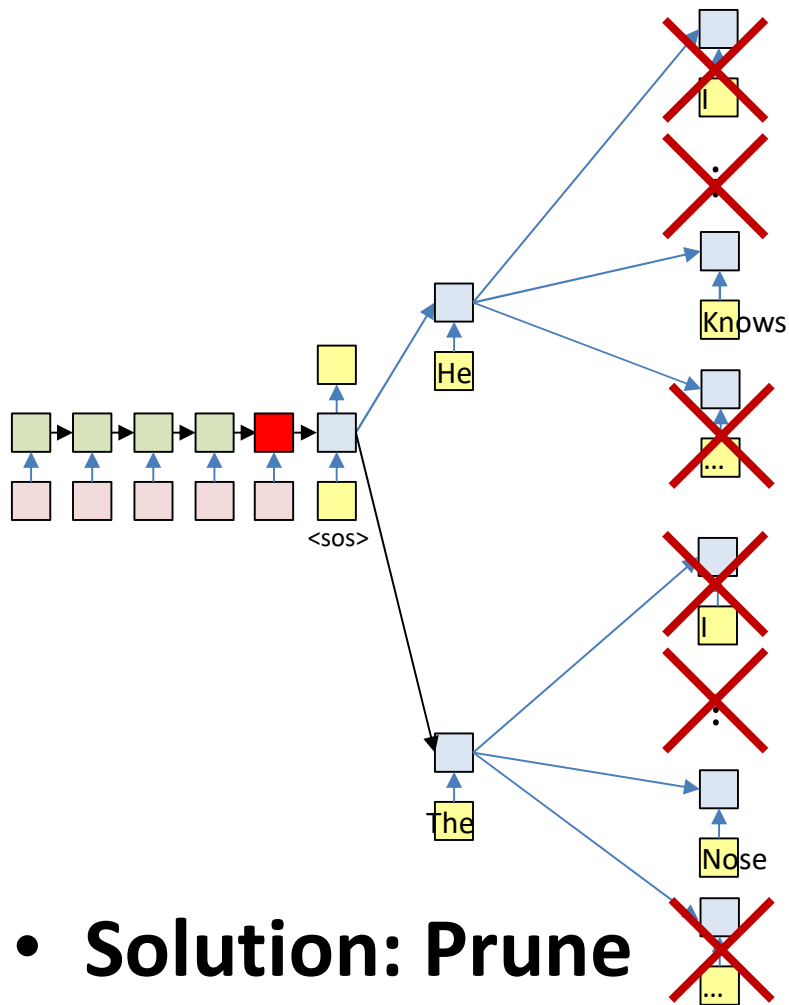 I
:
Knows
He
...
<sos>
I
:
The
Nose
• Solution: Prune
...